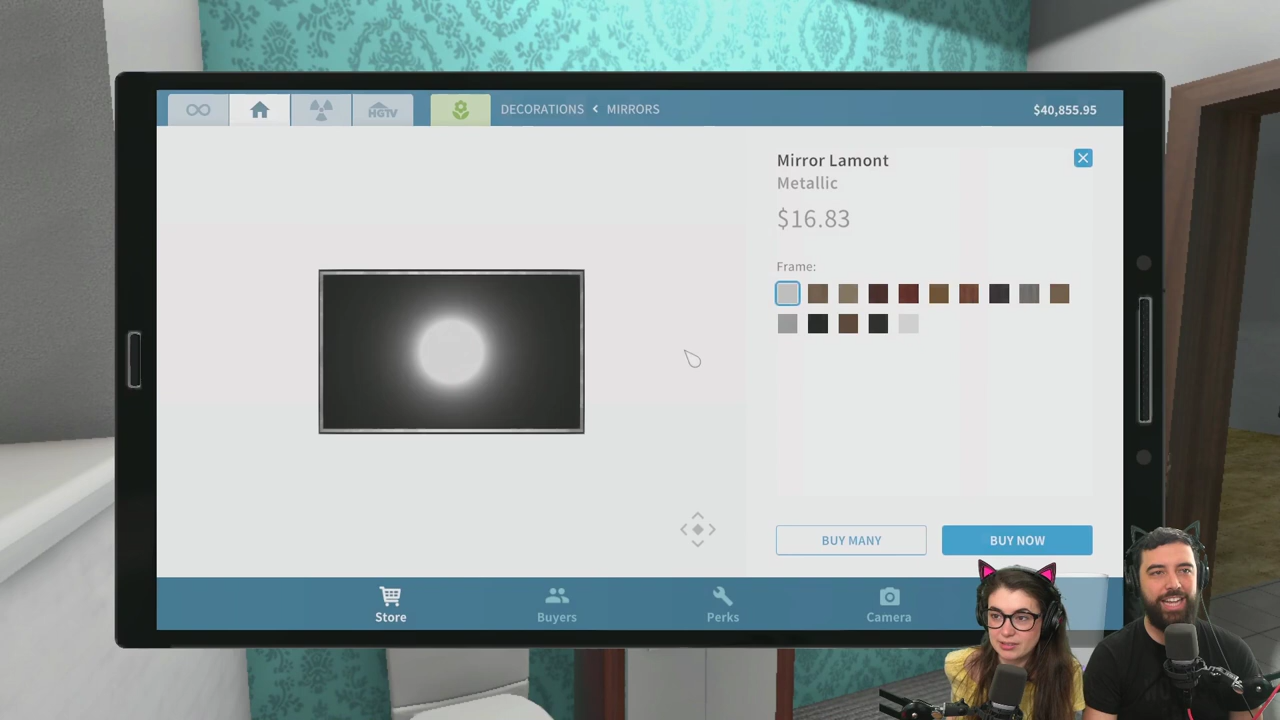 HGTV
DECORATIONS < MIRRORS
$40,855.95
Mirror Lamont
Metallic
$16.83
Frame:
BUY MANY
BUY NOW
Store
Buyers
Perks
Camera